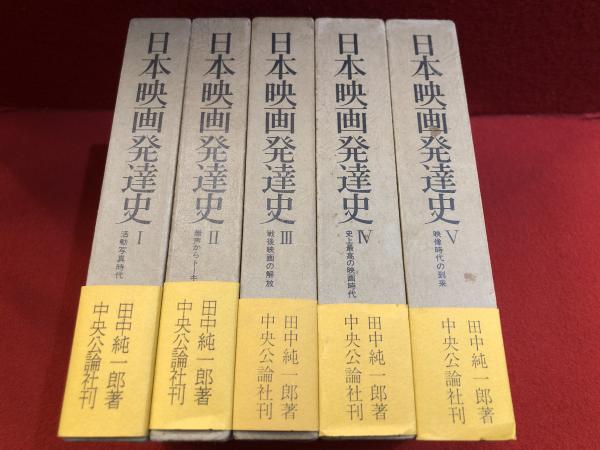 日本映画発達史 I
活動写真時代
田中純一郎著
中央公論社刊
日本映画発達史 II
無声からトーキ
田中純一郎著
中央公論社刊
日本映画発達史 III
戦後映画の解放
田中純一郎著
中央公論社刊
日本映画発達史 IV
史上最高の映画時代
田中純一郎著
中央公論社刊
日本映画発達史 V
映像時代の到来
田中純一郎著
中央公論社刊